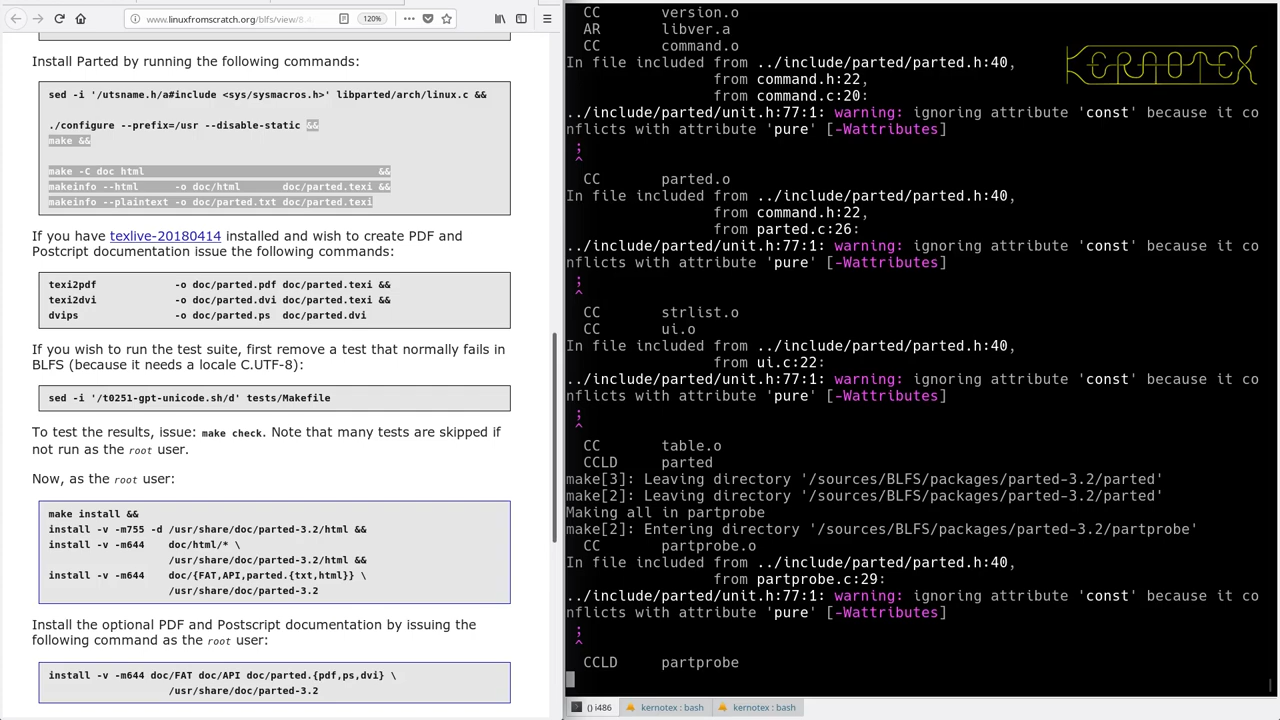 www.linuxfromscratch.org/blfs/view/8.4
120%
Install Parted by running the following commands:
sed -i '/utsname.h/a#include <sys/sysmacros.h>' libparted/arch/linux.c &&
./configure --prefix=/usr --disable-static &&
make &&
make -C doc html &&
makeinfo --html -o doc/html doc/parted.texi &&
makeinfo --plaintext -o doc/parted.txt doc/parted.texi
If you have texlive-20180414 installed and wish to create PDF and
Postcript documentation issue the following commands:
texi2pdf -o doc/parted.pdf doc/parted.texi &&
texi2dvi -o doc/parted.dvi doc/parted.texi &&
dvips -o doc/parted.ps doc/parted.dvi
If you wish to run the test suite, first remove a test that normally fails in
BLFS (because it needs a locale C.UTF-8):
sed -i '/t0251-gpt-unicode.sh/d' tests/Makefile
To test the results, issue: make check. Note that many tests are skipped if
not run as the root user.
Now, as the root user:
make install &&
install -v -m755 -d /usr/share/doc/parted-3.2/html &&
install -v -m644 doc/html/* \
/usr/share/doc/parted-3.2/html &&
install -v -m644 doc/{FAT,API,parted.{txt,html}} \
/usr/share/doc/parted-3.2
Install the optional PDF and Postscript documentation by issuing the
following command as the root user:
install -v -m644 doc/FAT doc/API doc/parted.{pdf,ps,dvi} \
/usr/share/doc/parted-3.2
CC version.o
AR libver.a
CC command.o
In file included from ../include/parted/parted.h:40,
from command.h:22,
from command.c:20:
../include/parted/unit.h:77:1: warning: ignoring attribute 'const' because it co
nflicts with attribute 'pure' [-Wattributes]
;
^
CC parted.o
In file included from ../include/parted/parted.h:40,
from command.h:22,
from parted.c:26:
../include/parted/unit.h:77:1: warning: ignoring attribute 'const' because it co
nflicts with attribute 'pure' [-Wattributes]
;
^
CC strlist.o
CC ui.o
In file included from ../include/parted/parted.h:40,
from ui.c:22:
../include/parted/unit.h:77:1: warning: ignoring attribute 'const' because it co
nflicts with attribute 'pure' [-Wattributes]
;
^
CC table.o
CCLD parted
make[3]: Leaving directory '/sources/BLFS/packages/parted-3.2/parted'
make[2]: Leaving directory '/sources/BLFS/packages/parted-3.2/parted'
Making all in partprobe
make[2]: Entering directory '/sources/BLFS/packages/parted-3.2/partprobe'
CC partprobe.o
In file included from ../include/parted/parted.h:40,
from partprobe.c:29:
../include/parted/unit.h:77:1: warning: ignoring attribute 'const' because it co
nflicts with attribute 'pure' [-Wattributes]
;
^
CCLD partprobe
KERNOTEX
() i486
kernotex : bash
kernotex : bash